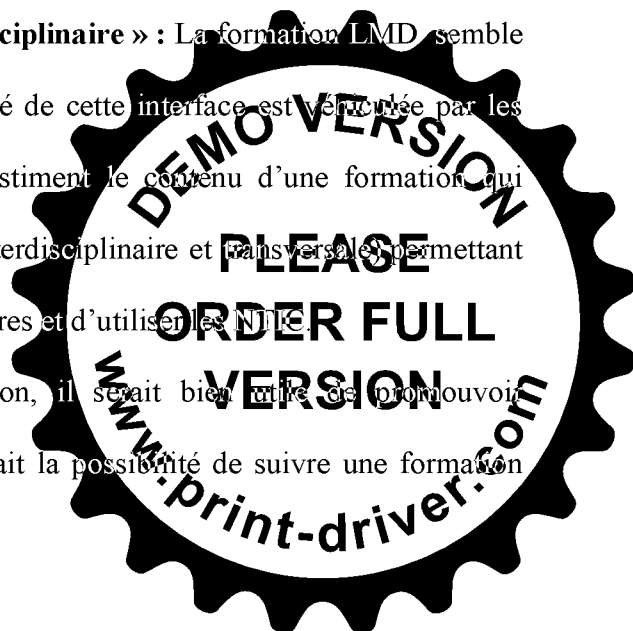 ciplinaire » : La formation LMD semble
é de cette interface est véhiculée par les
stiment le contenu d'une formation qui
terdisciplinaire et transversale) permettant
res et d'utiliser les NTIC.
on, il serait bien utile de promouvoir
ait la possibilité de suivre une formation
DEMO VERSION
PLEASE
ORDER FULL
VERSION
www.print-driver.com